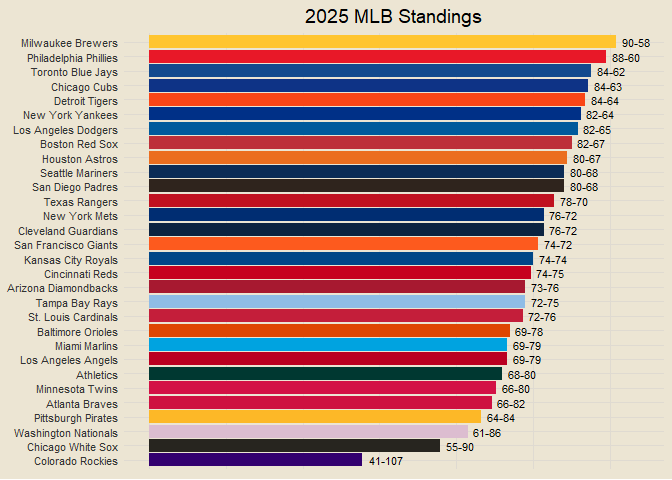 2025 MLB Standings
Milwaukee Brewers 90-58
Philadelphia Phillies 88-60
Toronto Blue Jays 84-62
Chicago Cubs 84-63
Detroit Tigers 84-64
New York Yankees 82-64
Los Angeles Dodgers 82-65
Boston Red Sox 82-67
Houston Astros 80-67
Seattle Mariners 80-68
San Diego Padres 80-68
Texas Rangers 78-70
New York Mets 76-72
Cleveland Guardians 76-72
San Francisco Giants 74-72
Kansas City Royals 74-74
Cincinnati Reds 74-75
Arizona Diamondbacks 73-76
Tampa Bay Rays 72-75
St. Louis Cardinals 72-76
Baltimore Orioles 69-78
Miami Marlins 69-79
Los Angeles Angels 69-79
Athletics 68-80
Minnesota Twins 66-80
Atlanta Braves 66-82
Pittsburgh Pirates 64-84
Washington Nationals 61-86
Chicago White Sox 55-90
Colorado Rockies 41-107